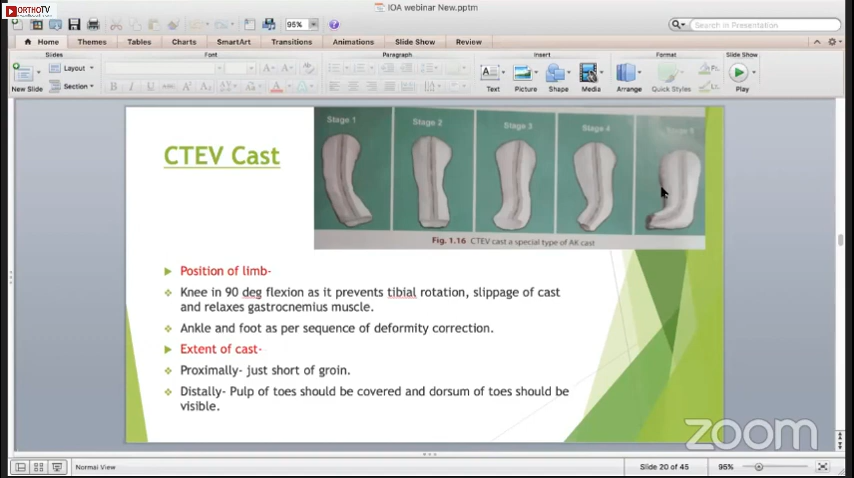 ORTHOTV
IOA webinar New.pptm
95%
Search in Presentation
Home
Themes
Tables
Charts
SmartArt
Transitions
Animations
Slide Show
Review
Slides
Font
Paragraph
Insert
Format
Slide Show
New Slide
Layout
Section
B I U
Text
Picture
Shape
Media
Arrange
Quick Styles
Play
CTEV Cast
Stage 1
Stage 2
Stage 3
Stage 4
Fig. 1.16 CTEV cast a special type of AK cast
Position of limb-
Knee in 90 deg flexion as it prevents tibial rotation, slippage of cast
and relaxes gastrocnemius muscle.
Ankle and foot as per sequence of deformity correction.
Extent of cast-
Proximally- just short of groin.
Distally- Pulp of toes should be covered and dorsum of toes should be
visible.
zoom
Normal View
Slide 20 of 45
95%